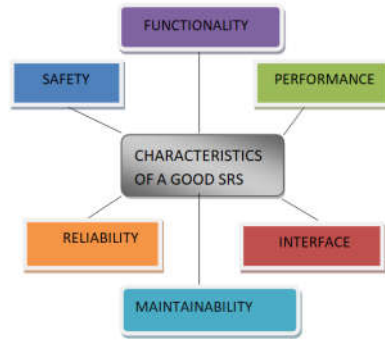 FUNCTIONALITY
SAFETY
PERFORMANCE
CHARACTERISTICS
OF A GOOD SRS
RELIABILITY
INTERFACE
MAINTAINABILITY